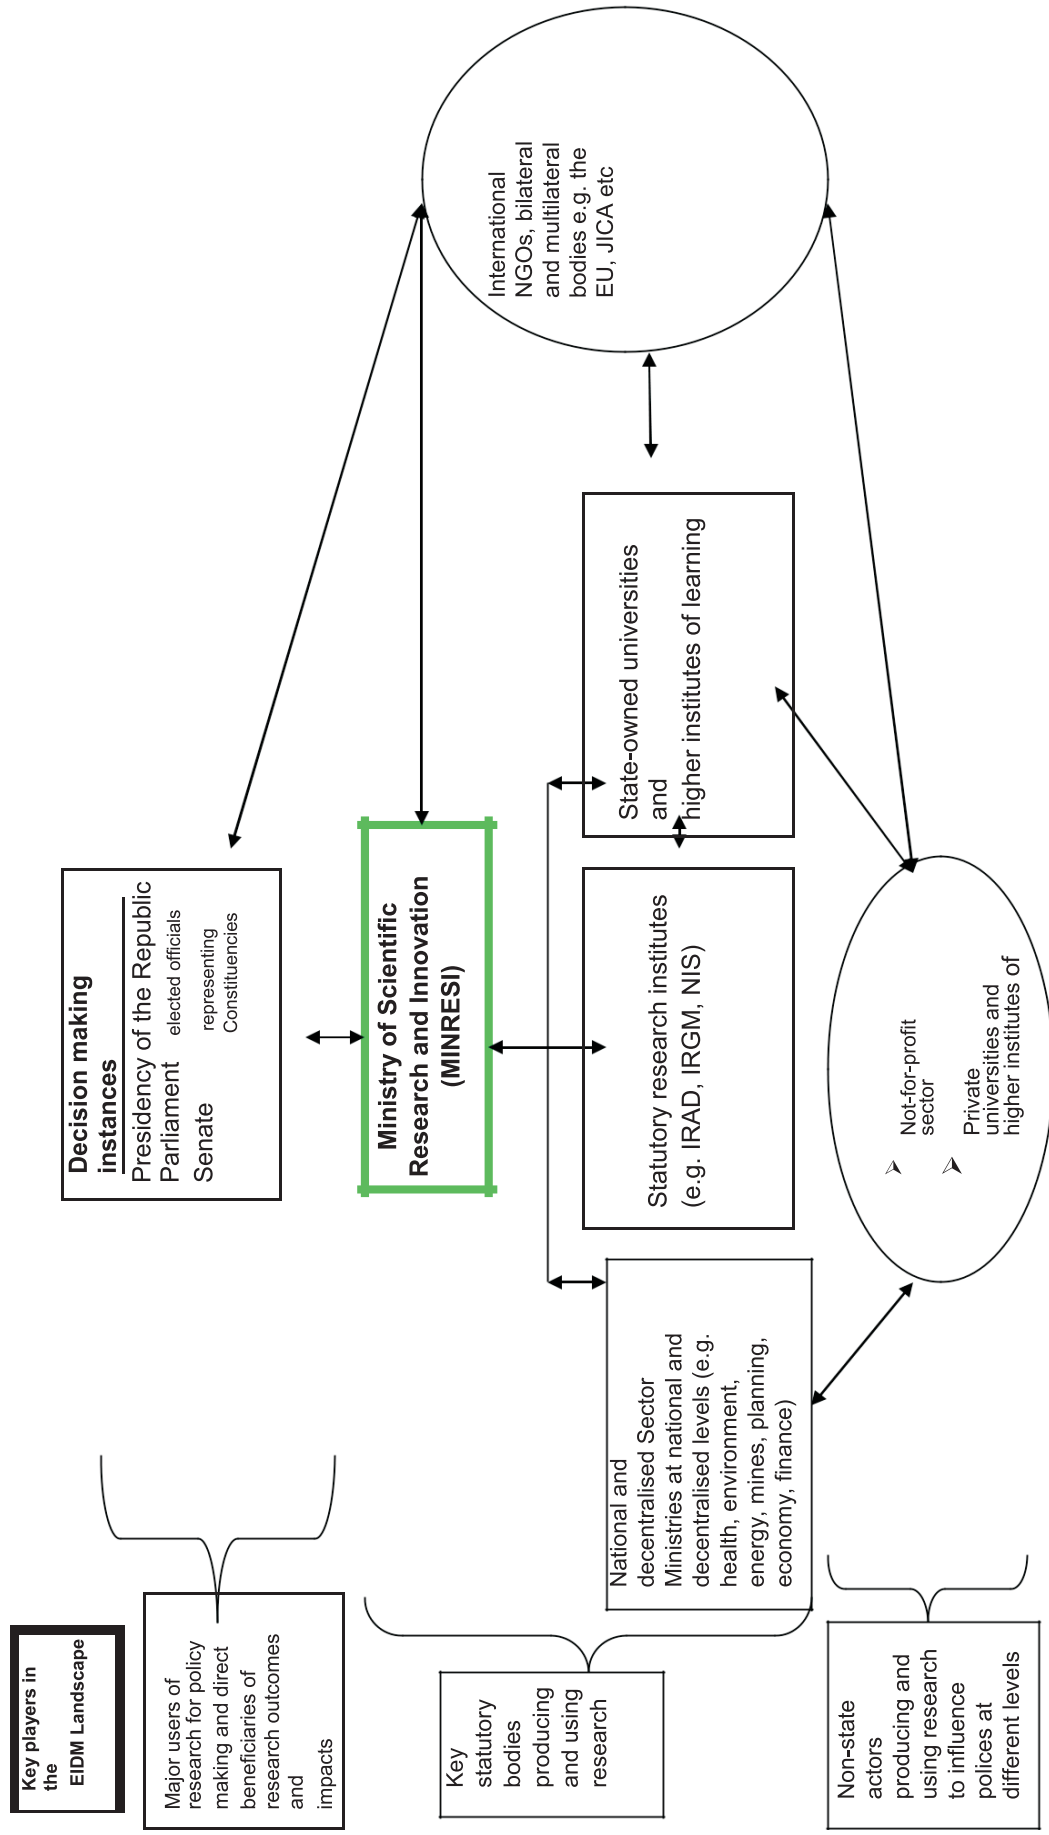 Key players in
the
EIDM Landscape
Major users of
research for policy
making and direct
beneficiaries of
research outcomes
and
impacts
Decision making
instances
Presidency of the Republic
Parliament elected officials
Senate representing
Constituencies
Key
statutory
bodies
producing
and using
research
Ministry of Scientific
Research and Innovation
(MINRESI)
National and
decentralised Sector
Ministries at national and
decentralised levels (e.g.
health, environment,
energy, mines, planning,
economy, finance)
Statutory research institutes
(e.g. IRAD, IRGM, NIS)
State-owned universities
and
higher institutes of learning
International
NGOs, bilateral
and multilateral
bodies e.g. the
EU, JICA etc
Non-state
actors
producing and
using research
to influence
polices at
different levels
➢ Not-for-profit
sector
➢ Private
universities and
higher institutes of